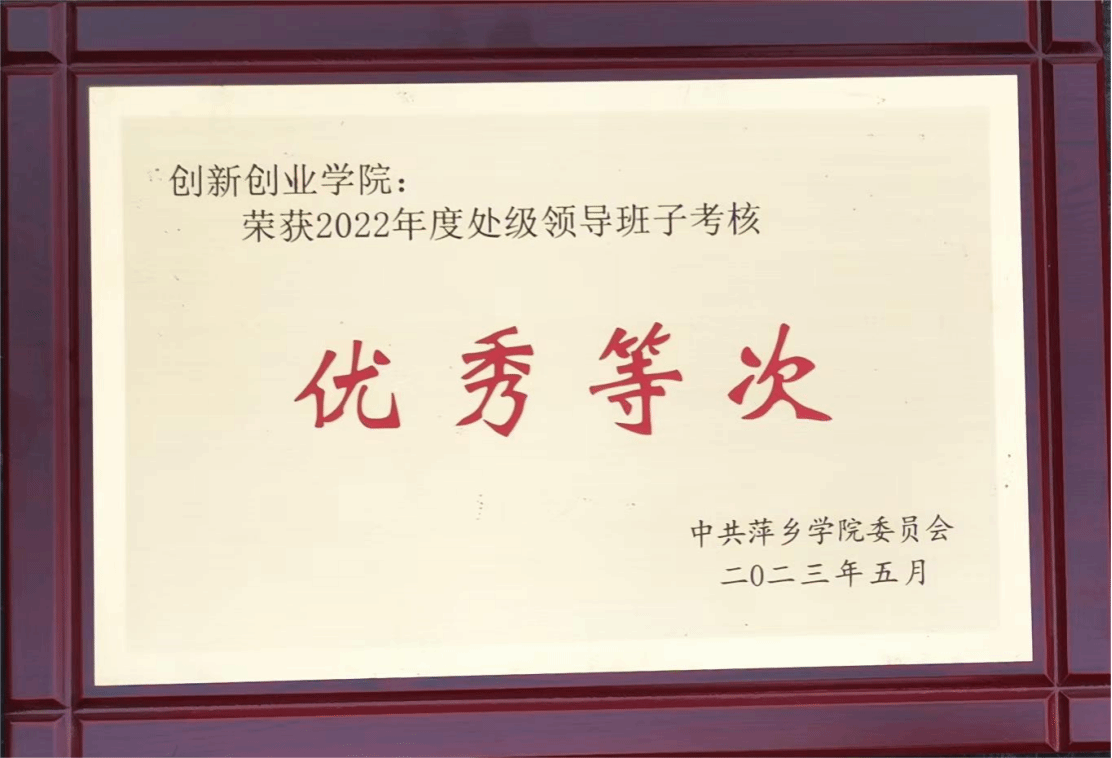 创新创业学院：
荣获2022年度处级领导班子考核
优秀等次
中共萍乡学院委员会
二〇二三年五月